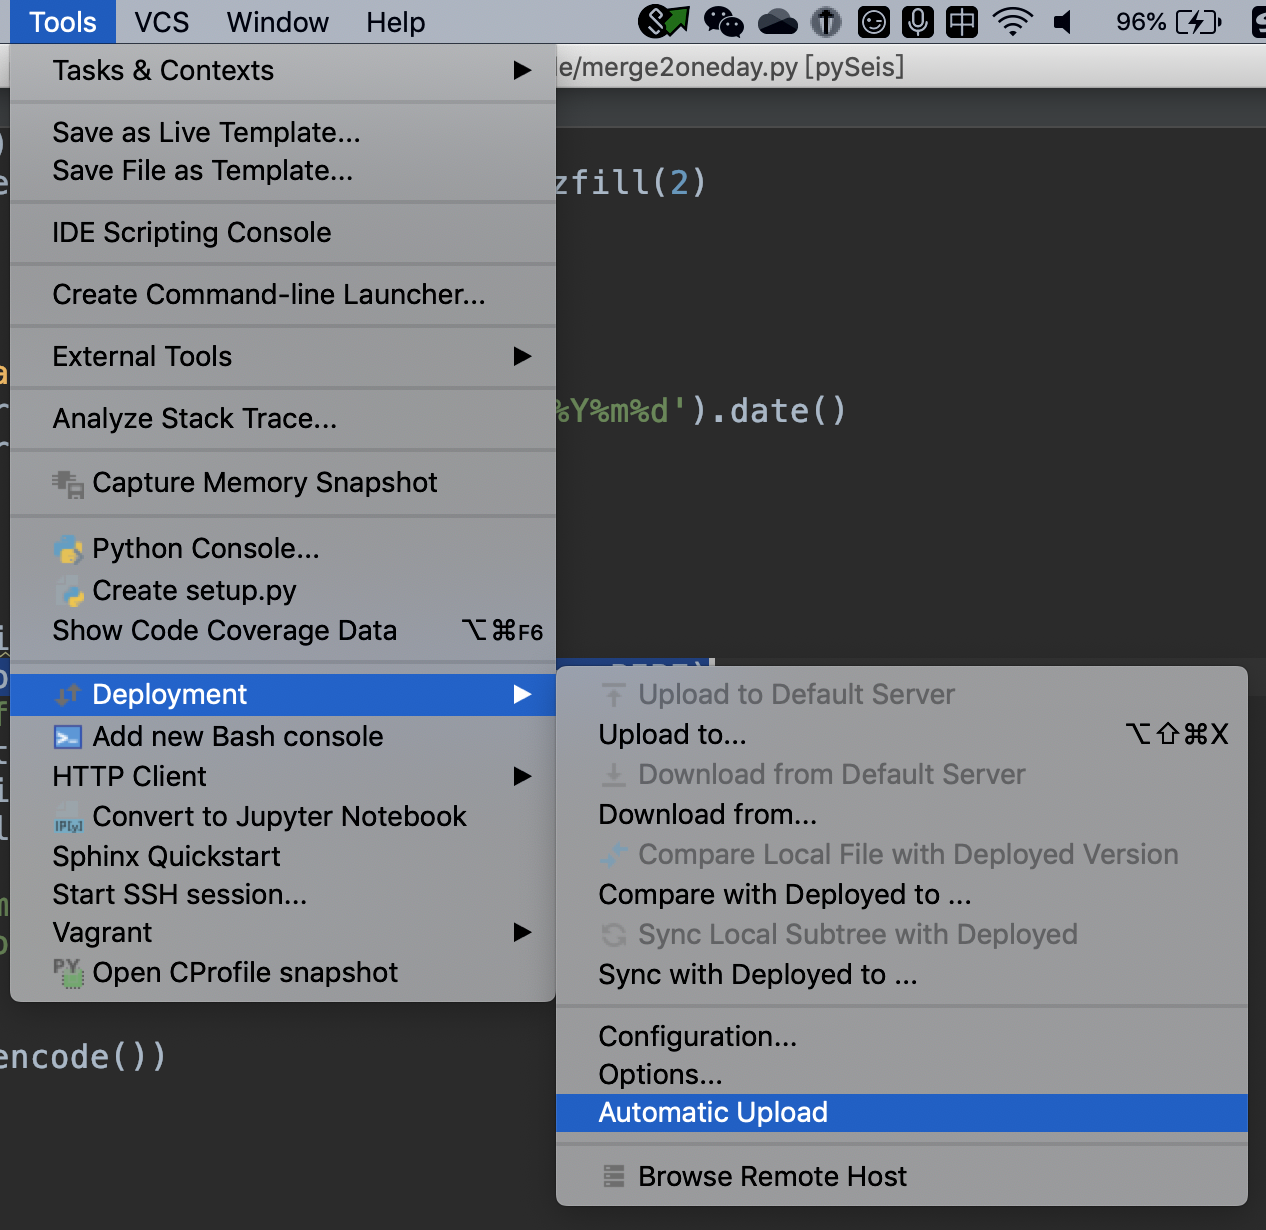 Tools VCS Window Help 中 96%
e/merge2oneday.py [pySeis]
Tasks & Contexts
Save as Live Template...
Save File as Template...
zfill(2)
IDE Scripting Console
Create Command-line Launcher...
External Tools
%Y%m%d').date()
Analyze Stack Trace...
Capture Memory Snapshot
Python Console...
Create setup.py
Show Code Coverage Data ⌥⌘F6
Deployment
Add new Bash console
HTTP Client
IP[y] Convert to Jupyter Notebook
Sphinx Quickstart
Start SSH session...
Vagrant
PY Open CProfile snapshot
Upload to Default Server
Upload to... ⌥⇧⌘X
Download from Default Server
Download from...
Compare Local File with Deployed Version
Compare with Deployed to ...
Sync Local Subtree with Deployed
Sync with Deployed to ...
Configuration...
Options...
Automatic Upload
Browse Remote Host
encode())